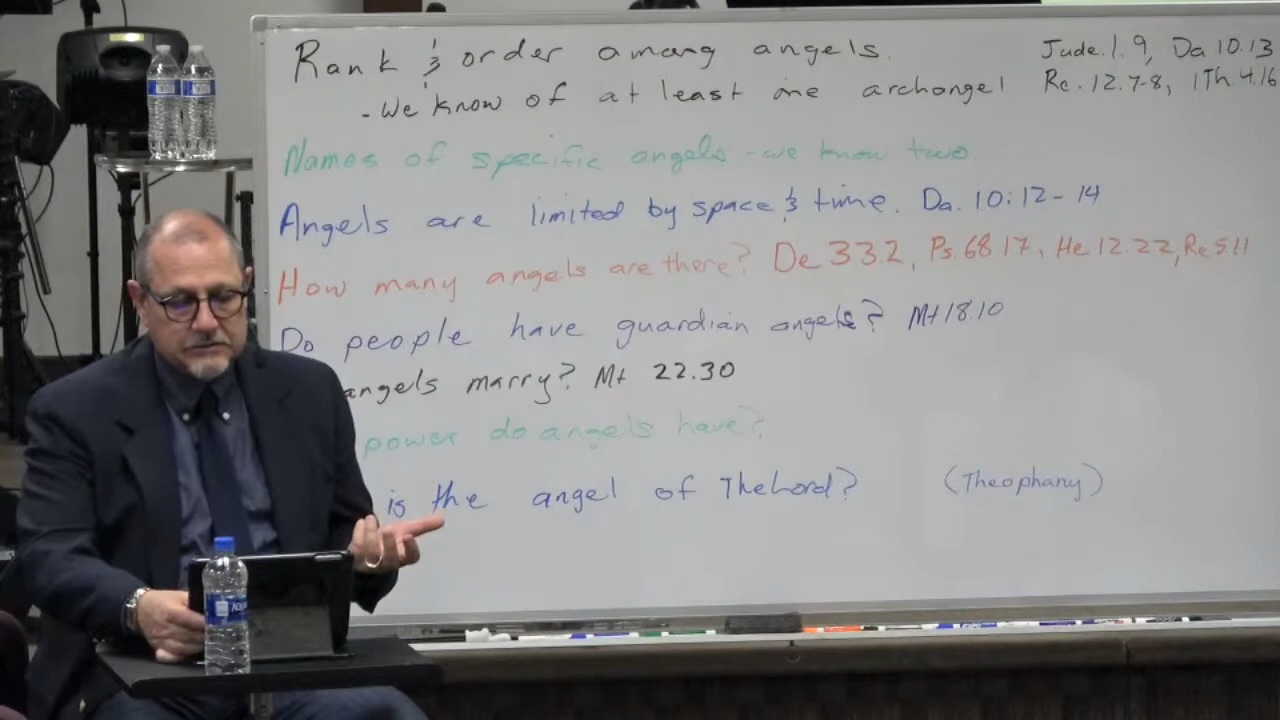 Rank & order among angels. Jude.1.9, Da 10.13
- We know of at least one archangel Re. 12.7-8, 1Th.4.16
Names of specific angels - we know two
Angels are limited by space & time. Da. 10:12-14
How many angels are there? De 33.2, Ps. 68.17, He 12.22, Re 5.11
Do people have guardian angels? Mt 18.10
angels marry? Mt 22.30
power do angels have?
is the angel of The Lord? (Theophany)